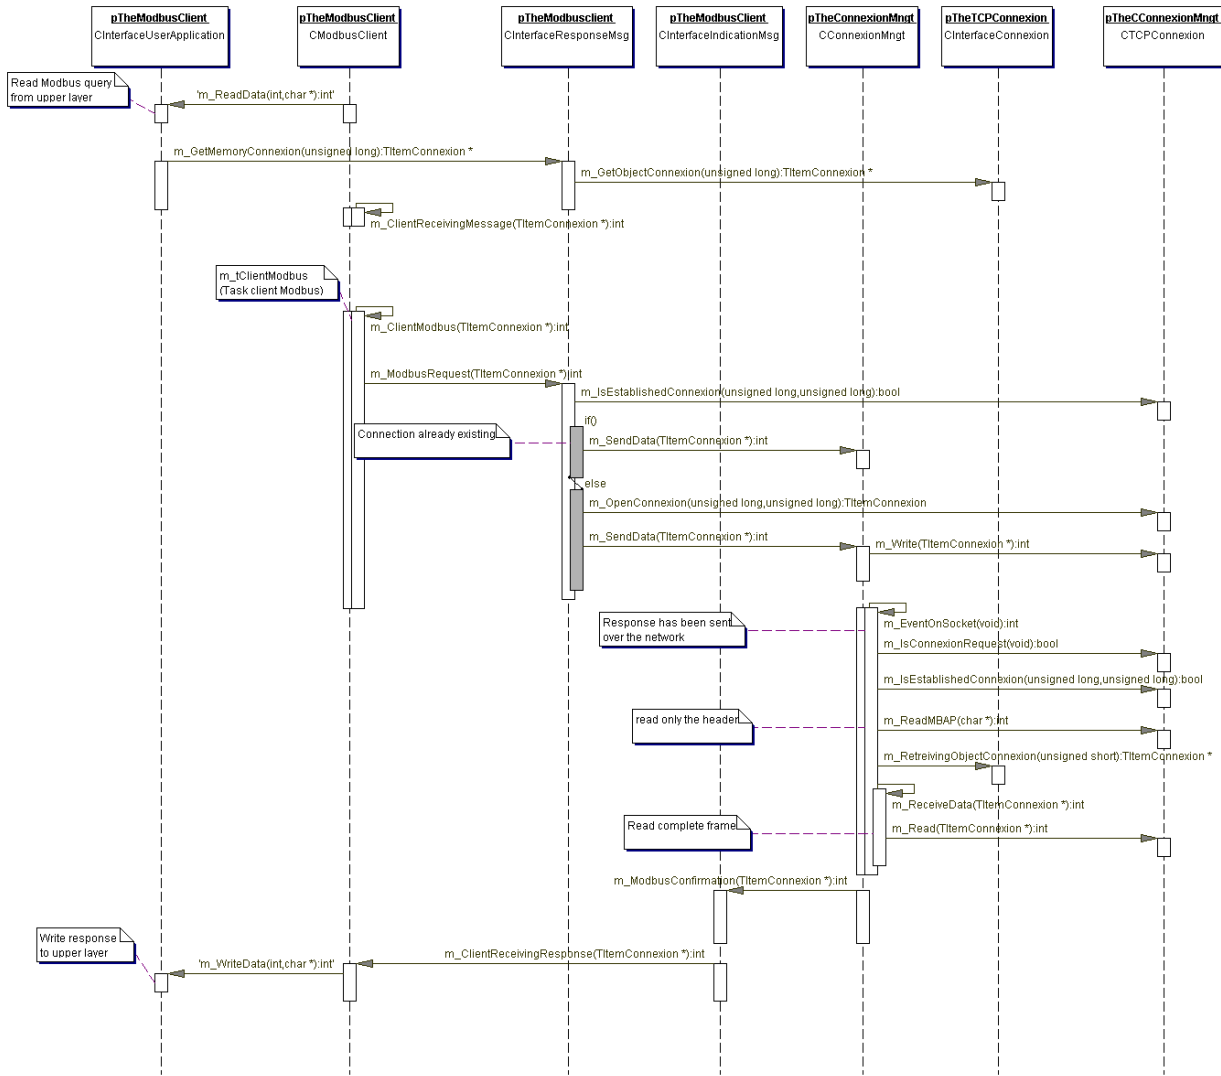 pTheModbusClient
CInterfaceUserApplication
pTheModbusClient
CModbusClient
pTheModbusclient
CInterfaceResponseMsg
pTheModbusClient
CInterfaceIndicationMsg
pTheConnexionMngt
CConnexionMngt
pTheTCPConnexion
CInterfaceConnexion
pTheCConnexionMngt
CTCPConnexion
Read Modbus query
from upper layer
'm_ReadData(int,char *):int'
m_GetMemoryConnexion(unsigned long):TItemConnexion *
m_GetObjectConnexion(unsigned long):TItemConnexion *
m_ClientReceivingMessage(TItemConnexion *):int
m_tClientModbus
(Task client Modbus)
m_ClientModbus(TItemConnexion *):int
m_ModbusRequest(TItemConnexion *):int
m_IsEstablishedConnexion(unsigned long,unsigned long):bool
if()
Connection already existing
m_SendData(TItemConnexion *):int
else
m_OpenConnexion(unsigned long,unsigned long):TItemConnexion
m_SendData(TItemConnexion *):int
m_Write(TItemConnexion *):int
Response has been sent
over the network
m_EventOnSocket(void):int
m_IsConnexionRequest(void):bool
m_IsEstablishedConnexion(unsigned long,unsigned long):bool
read only the header
m_ReadMBAP(char *):int
m_RetreivingObjectConnexion(unsigned short):TItemConnexion *
m_ReceiveData(TItemConnexion *):int
Read complete frame
m_Read(TItemConnexion *):int
m_ModbusConfirmation(TItemConnexion *):int
Write response
to upper layer
m_ClientReceivingResponse(TItemConnexion *):int
'm_WriteData(int,char *):int'